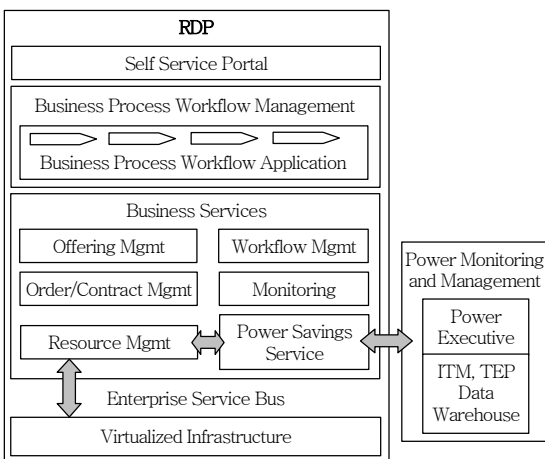 RDP
Self Service Portal
Business Process Workflow Management
Business Process Workflow Application
Business Services
Offering Mgmt
Workflow Mgmt
Order/Contract Mgmt
Monitoring
Resource Mgmt
Power Savings
Service
Enterprise Service Bus
Virtualized Infrastructure
Power Monitoring
and Management
Power
Executive
ITM, TEP
Data
Warehouse